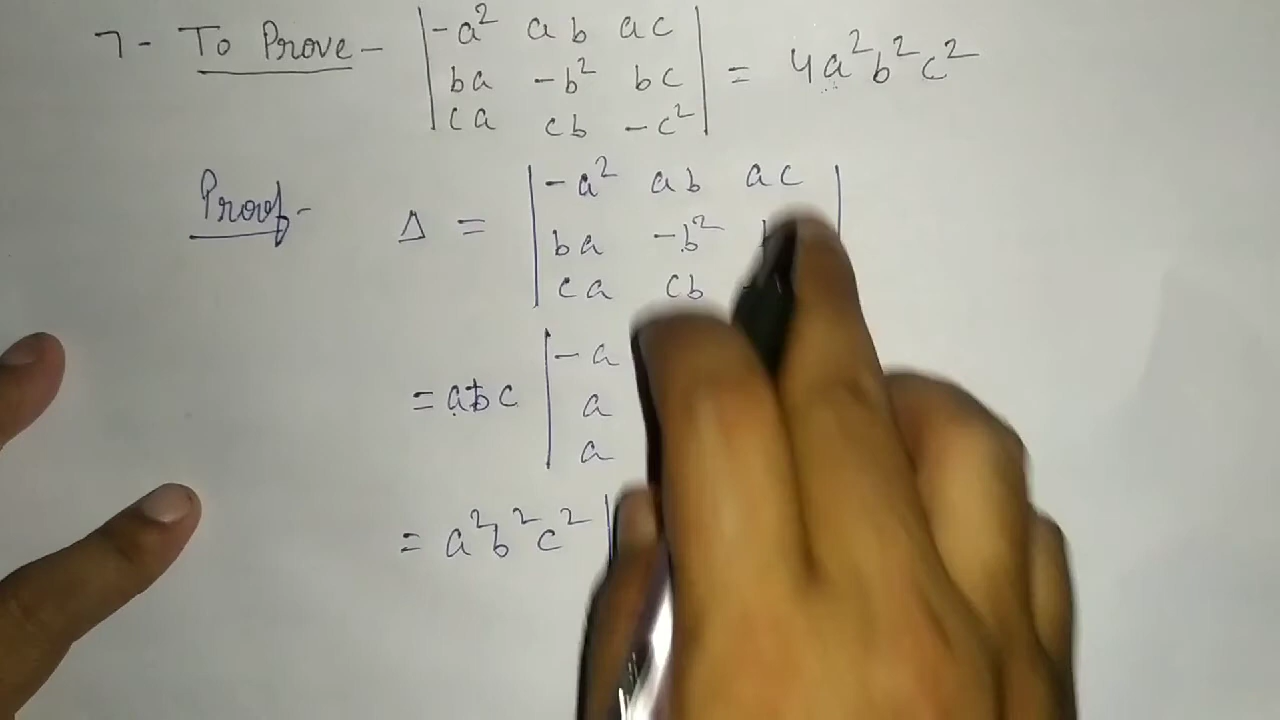 7- To Prove- | -a² ab ac | = 4a²b²c²
| ba -b² bc |
| ca cb -c² |
Proof- Δ = | -a² ab ac |
| ba -b² |
| ca cb
= abc | -a
| a
| a
= a²b²c² |